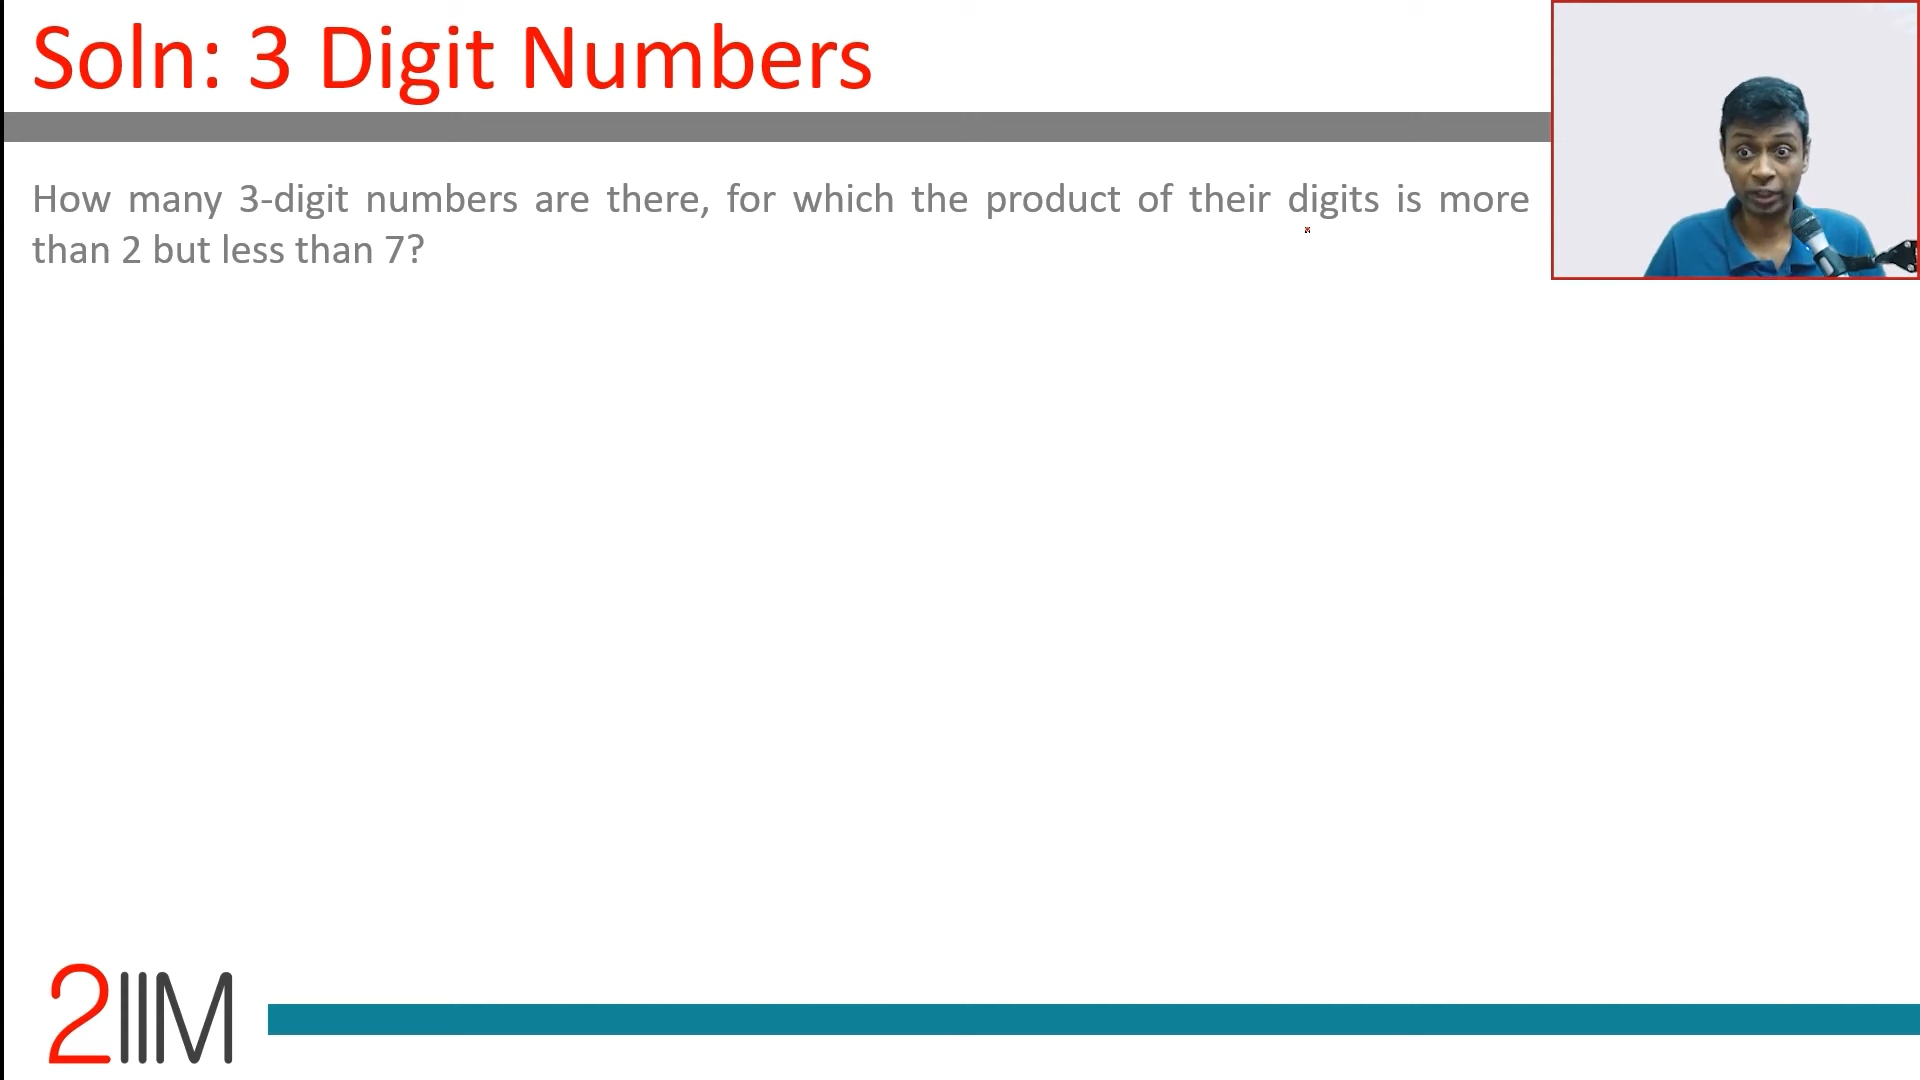 Soln: 3 Digit Numbers
How many 3-digit numbers are there, for which the product of their digits is more
than 2 but less than 7?
2IIM